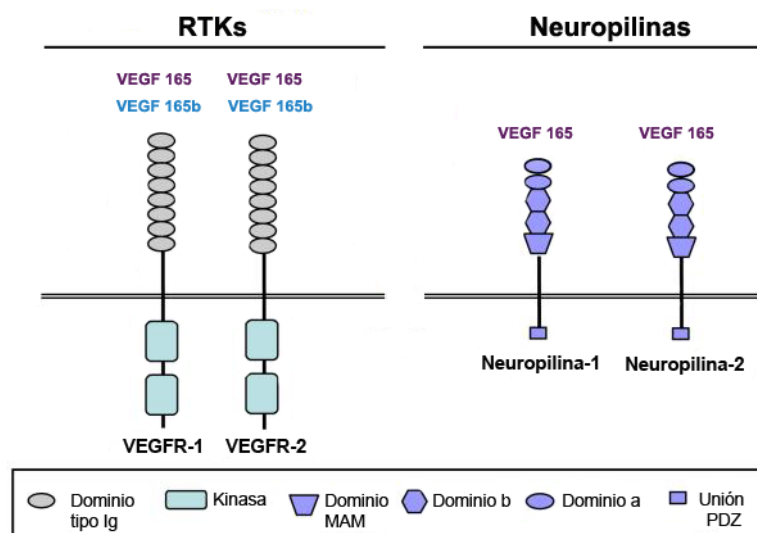 RTKs
Neuropilinas
VEGF 165 VEGF 165
VEGF 165b VEGF 165b
VEGF 165 VEGF 165
Neuropilina-1 Neuropilina-2
VEGFR-1 VEGFR-2
Dominio tipo Ig
Kinasa
Dominio MAM
Dominio b
Dominio a
Unión PDZ